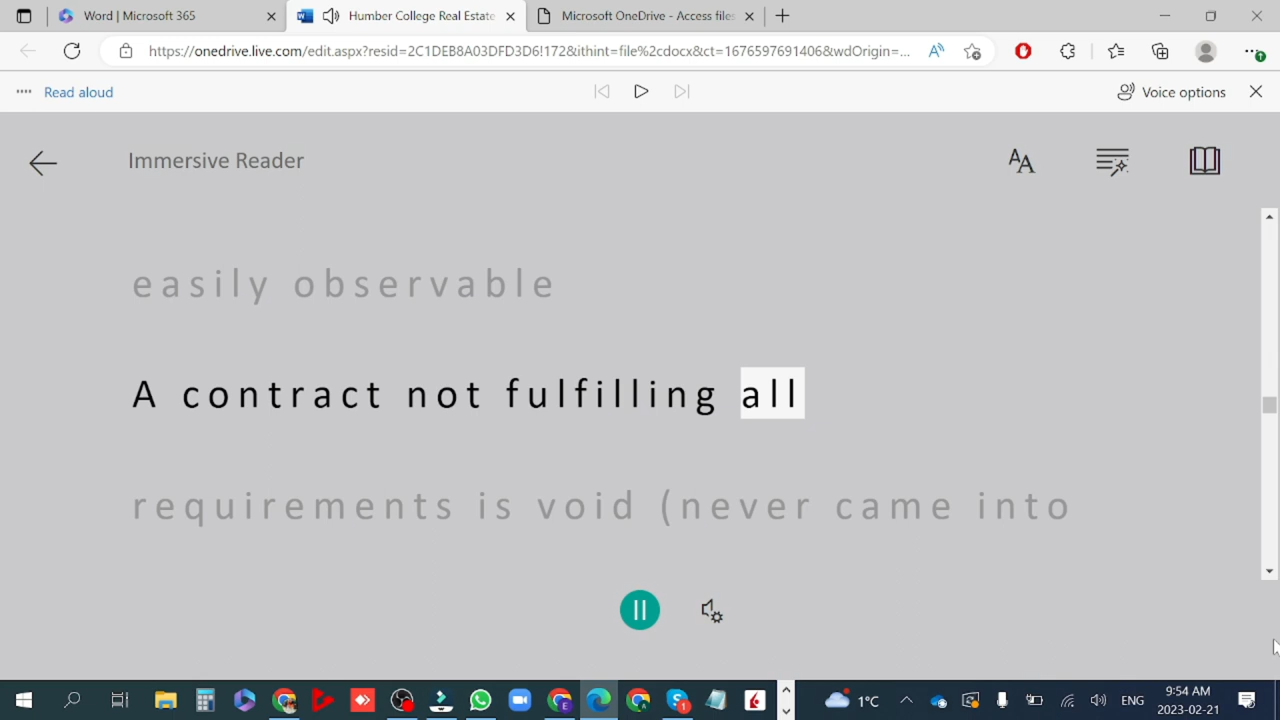 Word | Microsoft 365
Humber College Real Estate
Microsoft OneDrive - Access files
https://onedrive.live.com/edit.aspx?resid=2C1DEB8A03DFD3D6!172&ithint=file%2cdocx&ct=1676597691406&wdOrigin=...
Read aloud
Voice options
Immersive Reader
easily observable
A contract not fulfilling all
requirements is void (never came into
1°C
ENG
9:54 AM
2023-02-21